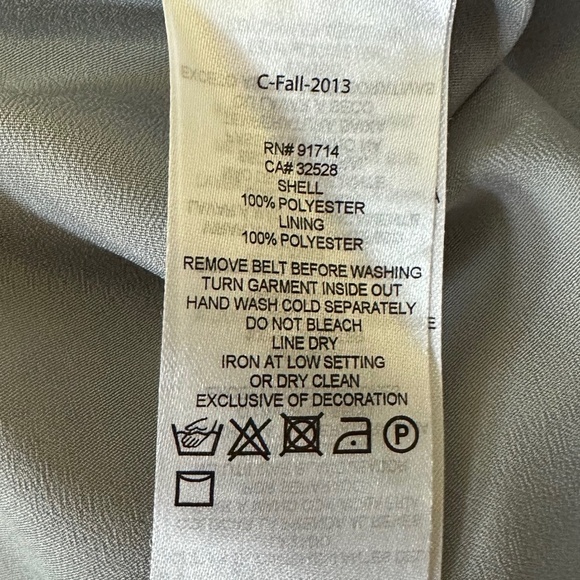 C-Fall-2013
RN# 91714
CA# 32528
SHELL
100% POLYESTER
LINING
100% POLYESTER
REMOVE BELT BEFORE WASHING
TURN GARMENT INSIDE OUT
HAND WASH COLD SEPARATELY
DO NOT BLEACH
LINE DRY
IRON AT LOW SETTING
OR DRY CLEAN
EXCLUSIVE OF DECORATION
P